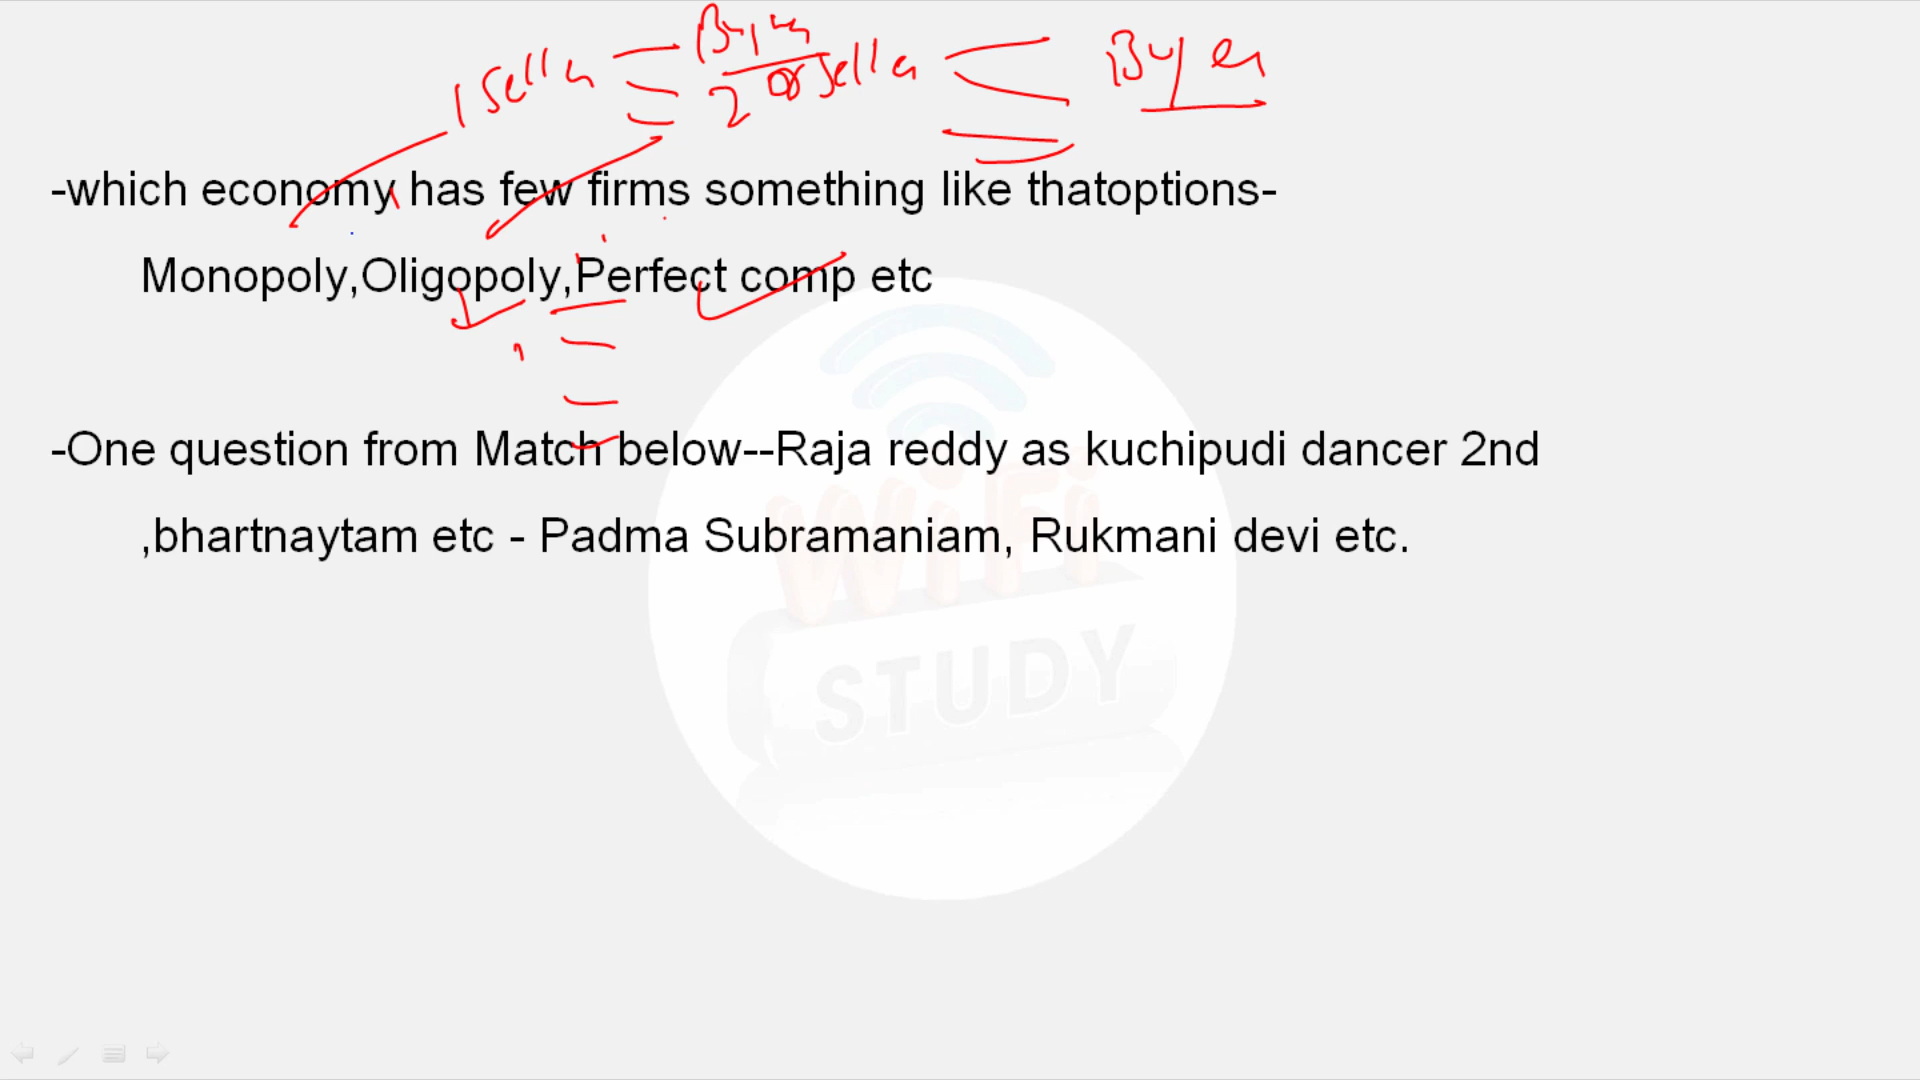 Buyer
1 Seller 2 or Seller Buyer
-which economy has few firms something like thatoptions-
Monopoly,Oligopoly,Perfect comp etc
-One question from Match below--Raja reddy as kuchipudi dancer 2nd
,bhartnaytam etc - Padma Subramaniam, Rukmani devi etc.
WiFi
STUDY